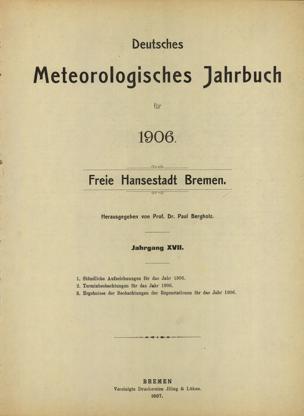 Deutsches
Meteorologisches Jahrbuch
für
1906.
Freie Hansestadt Bremen.
Herausgegeben von Prof. Dr. Paul Bergholz.
Jahrgang XVII.
1. Stündliche Aufzeichnungen für das Jahr 1906.
2. Terminbeobachtungen für das Jahr 1906.
3. Ergebnisse der Beobachtungen der Regenstationen für das Jahr 1906.
BREMEN
Vereinigte Druckereien Illing & Lüken.
1907.